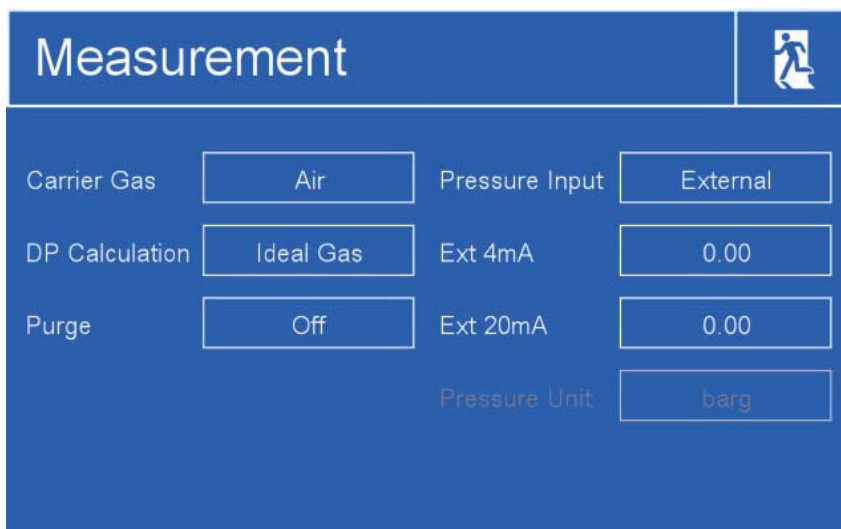 Measurement
Carrier Gas
Air
Pressure Input
External
DP Calculation
Ideal Gas
Ext 4mA
0.00
Purge
Off
Ext 20mA
0.00
Pressure Unit
barg